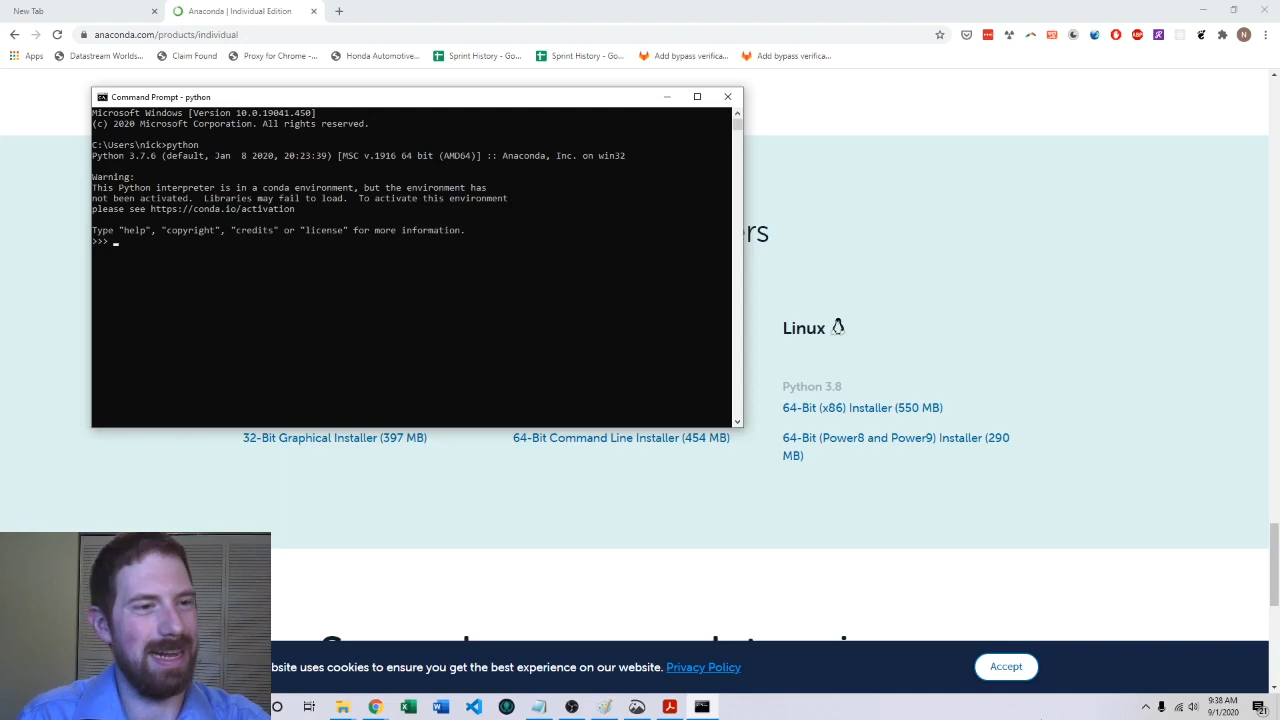 New Tab
Anaconda | Individual Edition
anaconda.com/products/individual
Apps
Datastream Worlds...
Claim Found
Proxy for Chrome -...
Honda Automotive...
Sprint History - Go...
Sprint History - Go...
Add bypass verifica...
Add bypass verifica...
Command Prompt - python
Microsoft Windows [Version 10.0.19041.450]
(c) 2020 Microsoft Corporation. All rights reserved.
C:\Users\nick>python
Python 3.7.6 (default, Jan  8 2020, 20:23:39) [MSC v.1916 64 bit (AMD64)] :: Anaconda, Inc. on win32
Warning:
This Python interpreter is in a conda environment, but the environment has
not been activated.  Libraries may fail to load.  To activate this environment
please see https://conda.io/activation
Type "help", "copyright", "credits" or "license" for more information.
>>> _
ers
Linux
Python 3.8
64-Bit (x86) Installer (550 MB)
32-Bit Graphical Installer (397 MB)
64-Bit Command Line Installer (454 MB)
64-Bit (Power8 and Power9) Installer (290
MB)
bsite uses cookies to ensure you get the best experience on our website. Privacy Policy
Accept
9:38 AM
9/1/2020
21